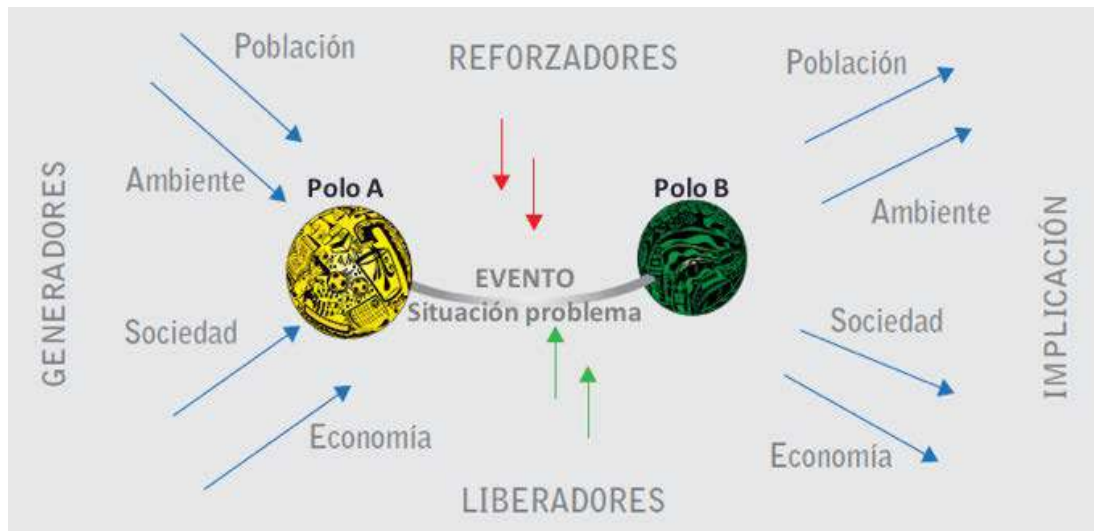 Población
REFORZADORES
Población
Ambiente
Polo A
Polo B
Ambiente
GENERADORES
EVENTO
Situación problema
IMPLICACIÓN
Sociedad
Sociedad
Economía
Economía
LIBERADORES